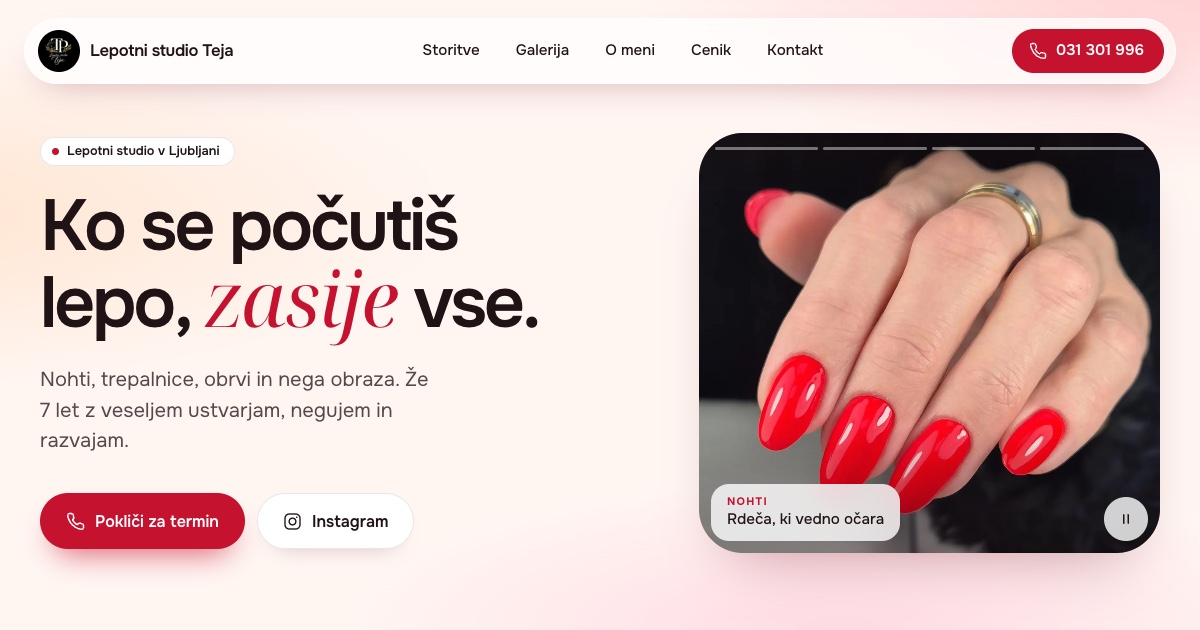 Lepotni studio Teja
Storitve
Galerija
O meni
Cenik
Kontakt
031 301 996
Lepotni studio v Ljubljani
Ko se počutiš
lepo, zasije vse.
Nohti, trepalnice, obrvi in nega obraza. Že
7 let z veseljem ustvarjam, negujem in
razvajam.
Pokliči za termin
Instagram
NOHTI
Rdeča, ki vedno očara